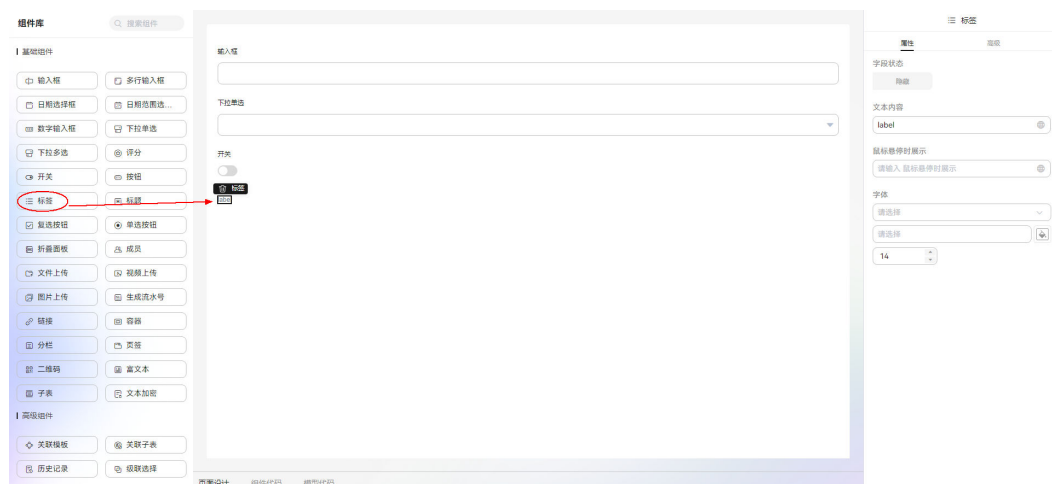 组件库
搜索组件
基础组件
输入框
多行输入框
日期选择框
日期范围选...
数字输入框
下拉单选
下拉多选
评分
开关
按钮
标签
标题
复选按钮
单选按钮
折叠面板
成员
文件上传
视频上传
图片上传
生成流水号
链接
容器
分栏
页签
二维码
富文本
子表
文本加密
高级组件
关联模板
关联子表
历史记录
级联选择
输入框
下拉单选
开关
标签
label
页面设计
组件代码
模型代码
标签
属性
高级
字段状态
隐藏
文本内容
label
鼠标悬停时展示
请输入 鼠标悬停时展示
字体
请选择
请选择
14